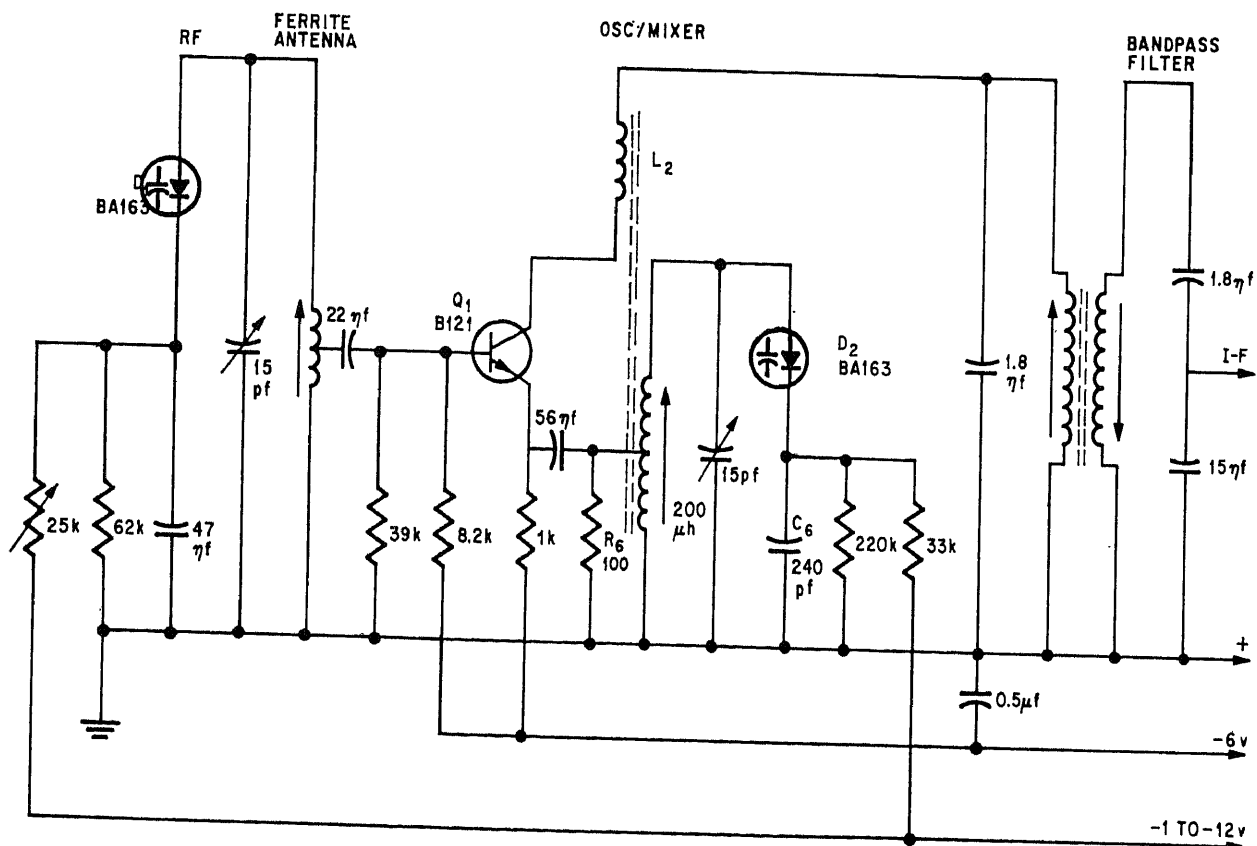 RF
FERRITE
ANTENNA
OSC/MIXER
BANDPASS
FILTER
D
BA163
15
pf
22 ηf
Q1
B121
L2
D2
BA163
1.8
ηf
1.8ηf
I-F
15ηf
25k
62k
47
ηf
39k
8.2k
56ηf
1k
R6
100
200
μh
15pf
C6
240
pf
220k
33k
+
0.5μf
-6v
-1 TO -12v